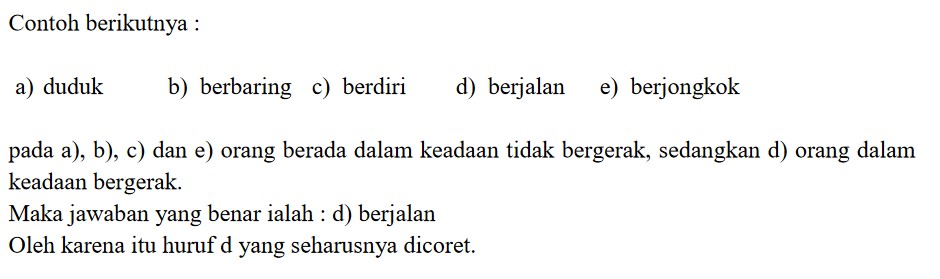 Contoh berikutnya :
a) duduk b) berbaring c) berdiri d) berjalan e) berjongkok
pada a), b), c) dan e) orang berada dalam keadaan tidak bergerak, sedangkan d) orang dalam
keadaan bergerak.
Maka jawaban yang benar ialah : d) berjalan
Oleh karena itu huruf d yang seharusnya dicoret.